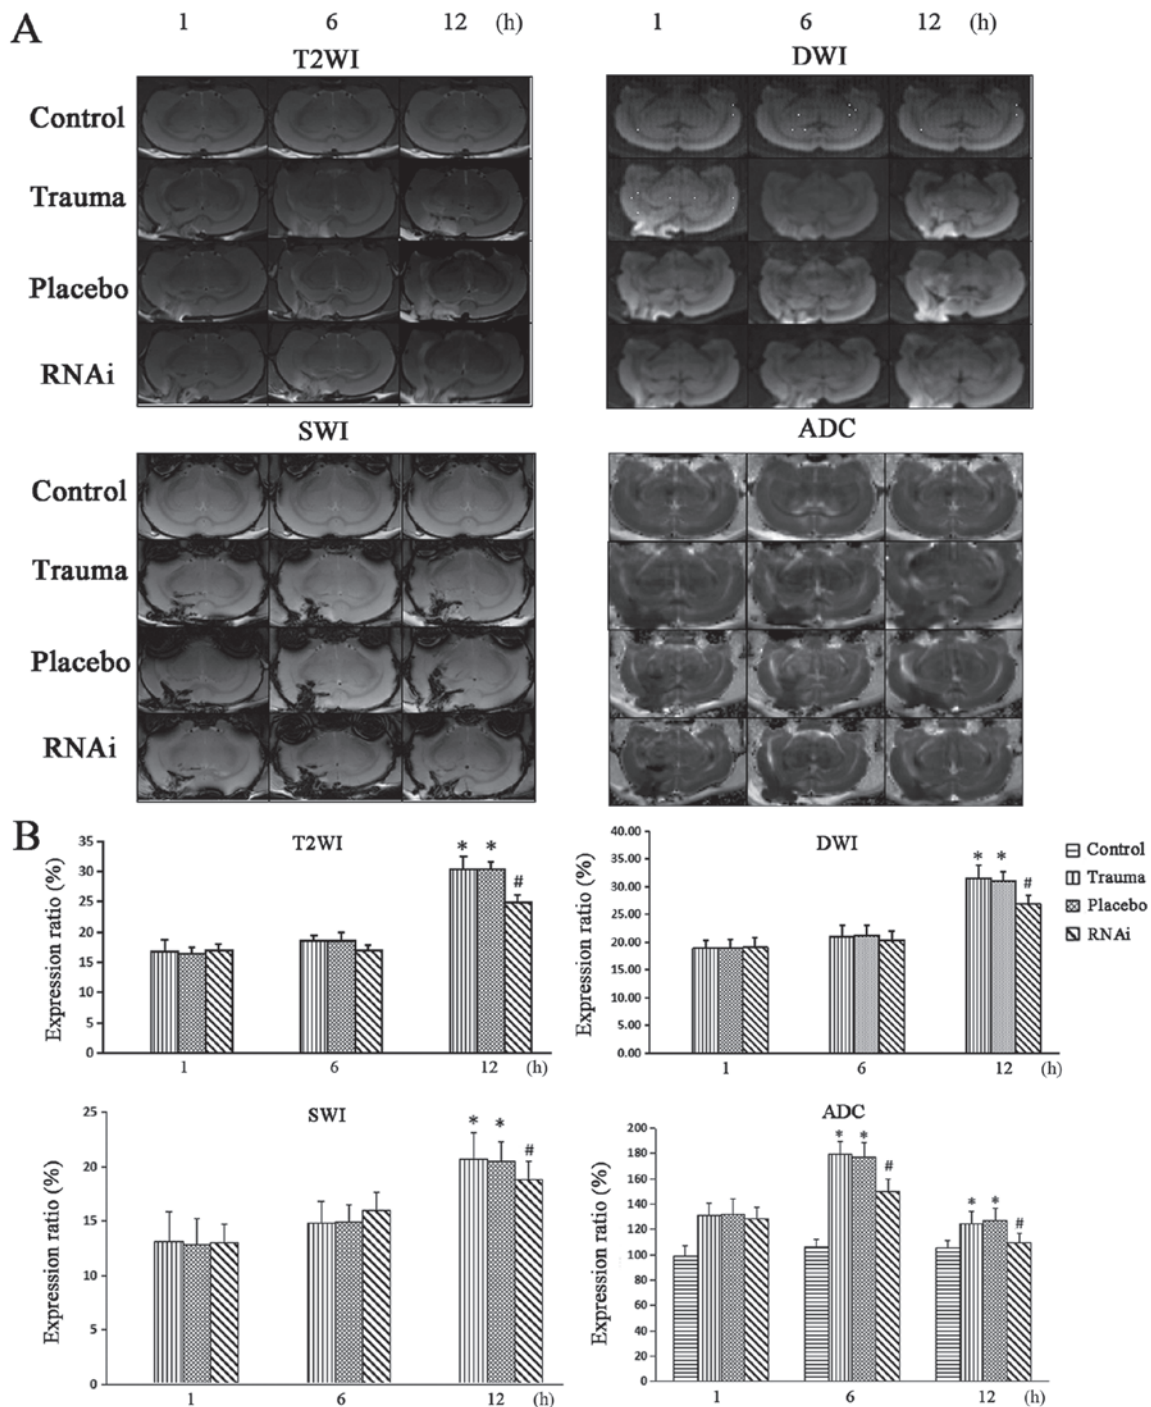 A
1 6 12 (h) 1 6 12 (h)
T2WI DWI
Control
Trauma
Placebo
RNAi
SWI ADC
Control
Trauma
Placebo
RNAi
B
T2WI
Expression ratio (%)
35
30
25
20
15
10
5
0
* * #
1 6 12 (h)
DWI
Expression ratio (%)
40.00
35.00
30.00
25.00
20.00
15.00
10.00
5.00
0.00
* * #
1 6 12 (h)
Control
Trauma
Placebo
RNAi
SWI
Expression ratio (%)
25
20
15
10
5
0
* * #
1 6 12 (h)
ADC
Expression ratio (%)
200
180
160
140
120
100
80
60
40
20
0
* * #
* * #
1 6 12 (h)